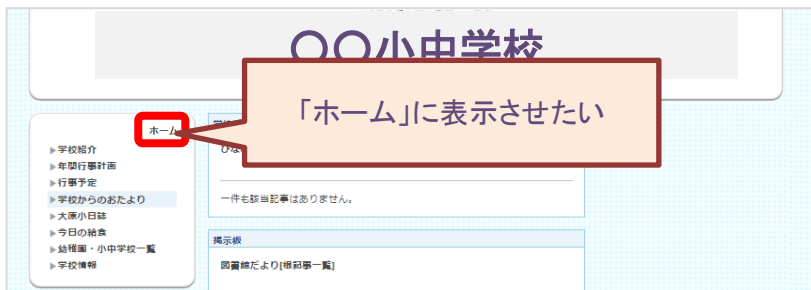 〇〇小中学校
「ホーム」に表示させたい
ホーム
▶学校紹介
▶年間行事計画
▶行事予定
▶学校からのおたより
▶大原小日誌
▶今日の給食
▶幼稚園・小中学校一覧
▶学校情報
一件も該当記事はありません。
掲示板
図書館だより[根記事一覧]